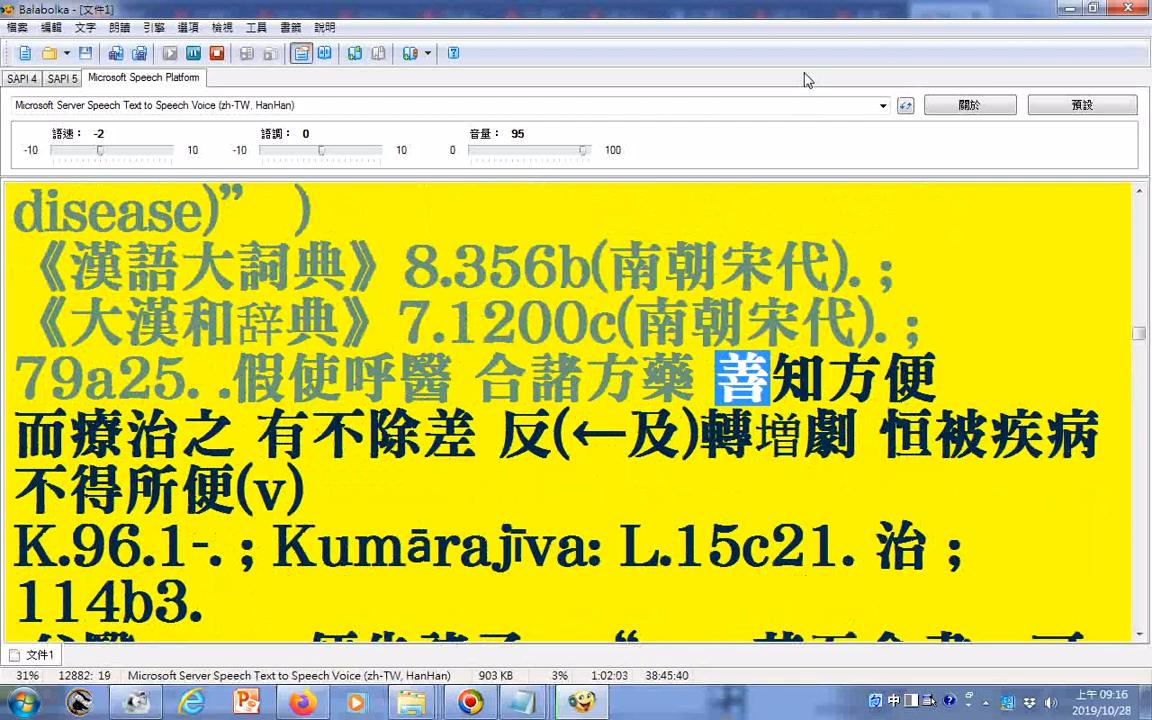 Balabolka - [文件1]
檔案 編輯 文字 朗讀 引擎 選項 檢視 工具 書籤 說明
SAPI 4 SAPI 5 Microsoft Speech Platform
Microsoft Server Speech Text to Speech Voice (zh-TW, HanHan) 關於 預設
語速： -2 語調： 0 音量： 95
-10 10 -10 10 0 100
disease)” )
《漢語大詞典》8.356b(南朝宋代).；
《大漢和辞典》7.1200c(南朝宋代).；
79a25. .假使呼醫 合諸方藥 善知方便
而療治之 有不除差 反(←及)轉增劇 恒被疾病
不得所便(v)
K.96.1-.；Kumārajīva: L.15c21. 治；
114b3.
文件1
31% 12882: 19 Microsoft Server Speech Text to Speech Voice (zh-TW, HanHan) 903 KB 3% 1:02:03 38:45:40
中 上午 09:16
2019/10/28